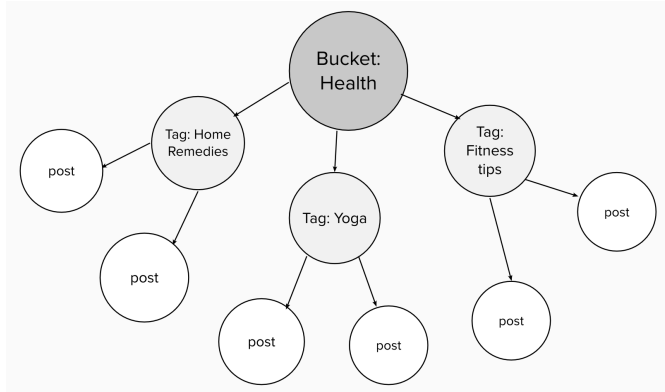 Bucket:
Health
Tag: Home
Remedies
Tag:
Fitness
tips
post
Tag: Yoga
post
post
post
post
post